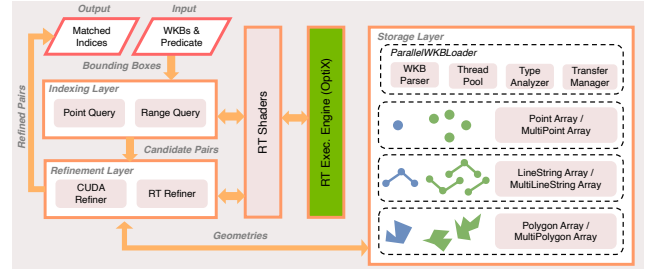 Output
Input
Matched
Indices
WKBs &
Predicate
Bounding Boxes
Indexing Layer
Point Query
Range Query
Refined Pairs
Candidate Pairs
Refinement Layer
CUDA
Refiner
RT Refiner
Geometries
RT Shaders
RT Exec. Engine (OptiX)
Storage Layer
ParallelWKBLoader
WKB
Parser
Thread
Pool
Type
Analyzer
Transfer
Manager
Point Array /
MultiPoint Array
LineString Array /
MultiLineString Array
Polygon Array /
MultiPolygon Array